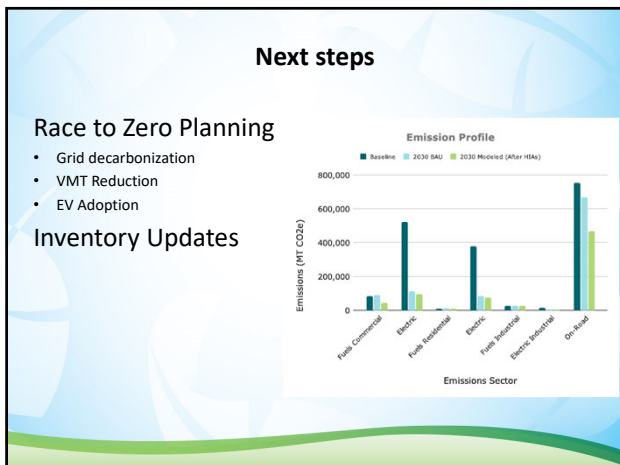 Next steps
Race to Zero Planning
• Grid decarbonization
• VMT Reduction
• EV Adoption
Inventory Updates
Emission Profile
Baseline 2030 BAU 2030 Modeled (After HIAs)
Emissions (MT CO2e)
800,000
600,000
400,000
200,000
0
Fuels Commercial
Electric
Fuels Residential
Electric
Fuels Industrial
Electric Industrial
On-Road
Emissions Sector